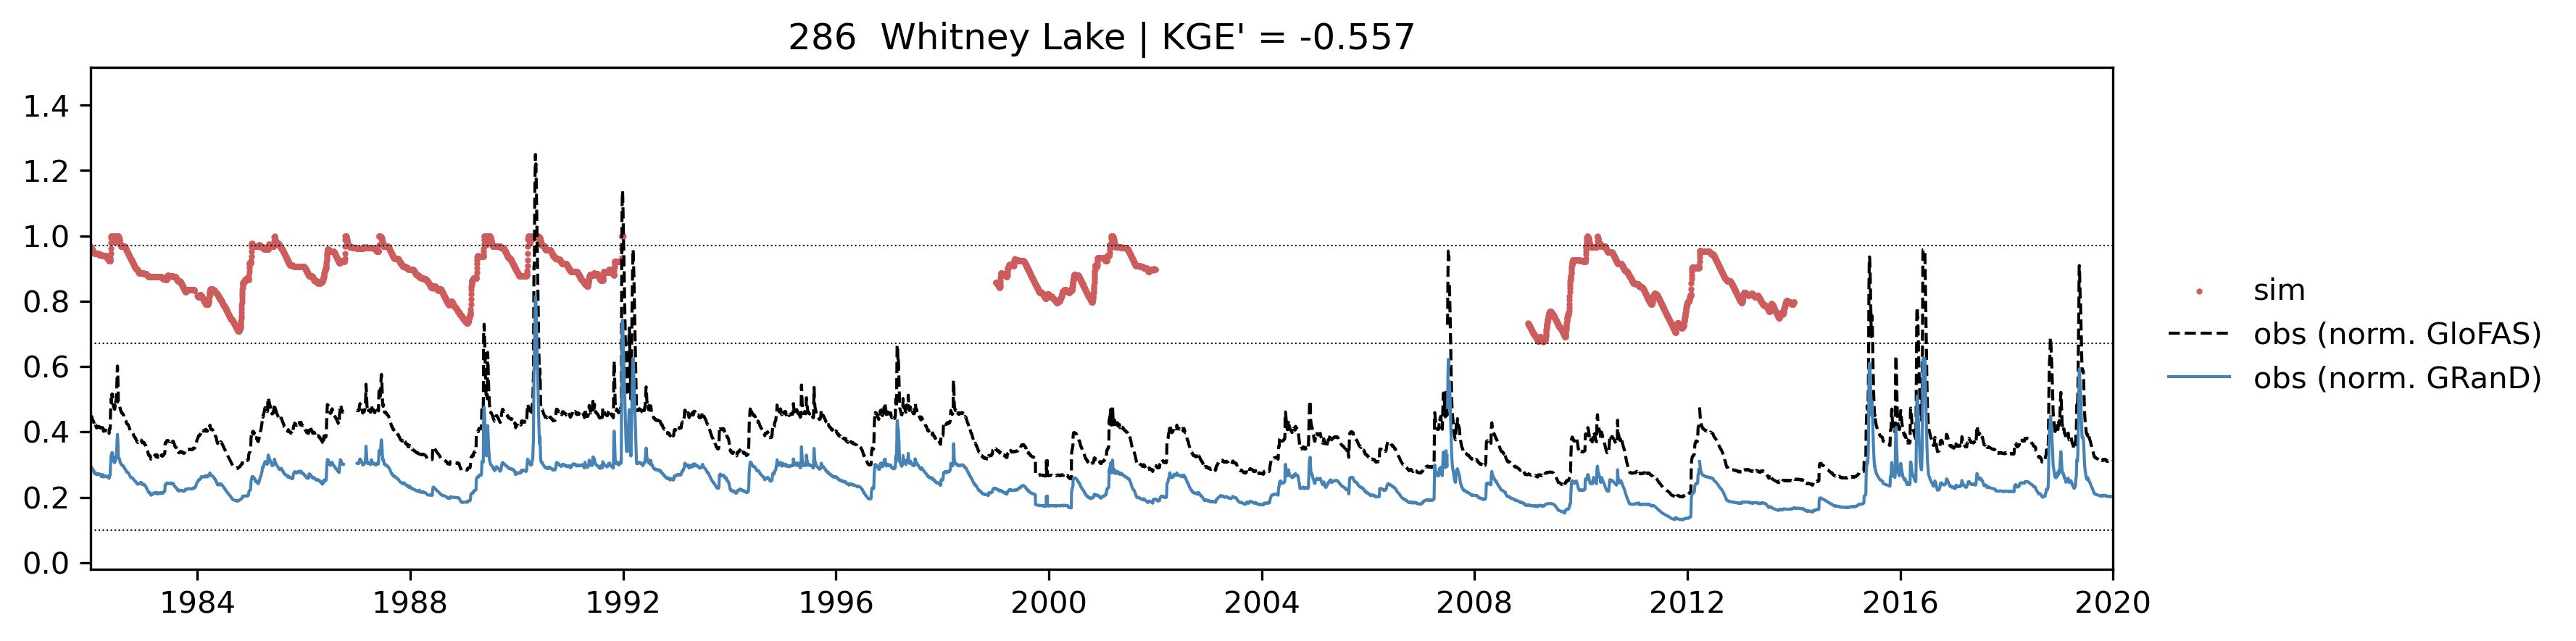 286  Whitney Lake | KGE' = -0.557
1.4
1.2
1.0
0.8
0.6
0.4
0.2
0.0
1984 1988 1992 1996 2000 2004 2008 2012 2016 2020
sim
obs (norm. GloFAS)
obs (norm. GRanD)